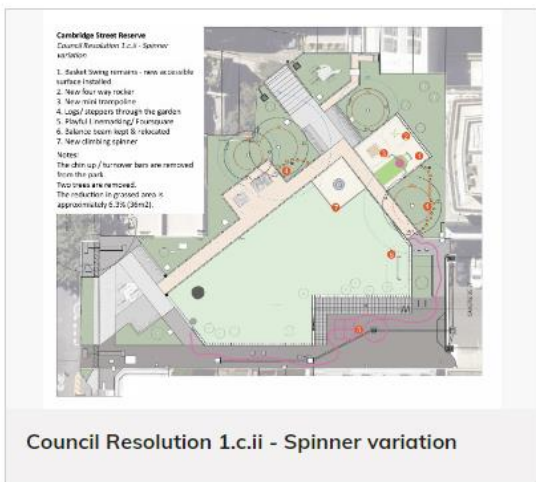 Cambridge Street Reserve
Council Resolution 1.c.ii - Spinner
variation
1. Basket Swing remains - new accessible
surface installed
2. New four way rocker
3. New mini trampoline
4. Logs/ steppers through the garden
5. Playful Linemarking/ Foursquare
6. Balance beam kept & relocated
7. New climbing spinner
Notes:
The chin up / turnover bars are removed
from the park.
Two trees are removed.
The reduction in grassed area is
approximately 6.3% (36m2).
Council Resolution 1.c.ii - Spinner variation